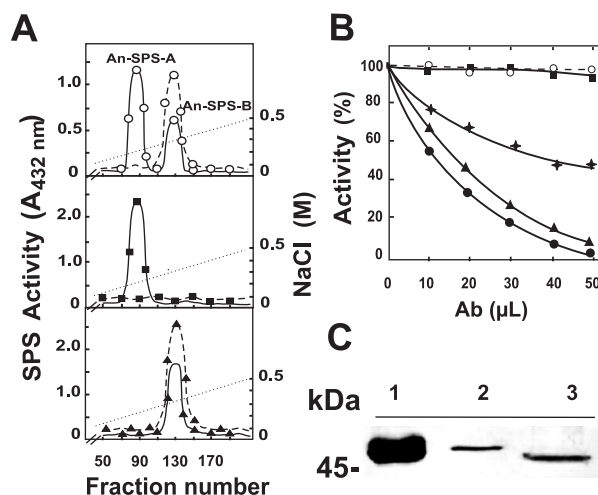 A
An-SPS-A
An-SPS-B
1.0
0.5
0
0.5
0
2.0
1.0
0
0.5
0
2.0
1.0
0
0.5
0
SPS Activity (A432 nm)
NaCl (M)
50 90 130 170
Fraction number
B
100
80
60
40
20
0
Activity (%)
0 10 20 30 40 50
Ab (µL)
C
kDa
1 2 3
45-